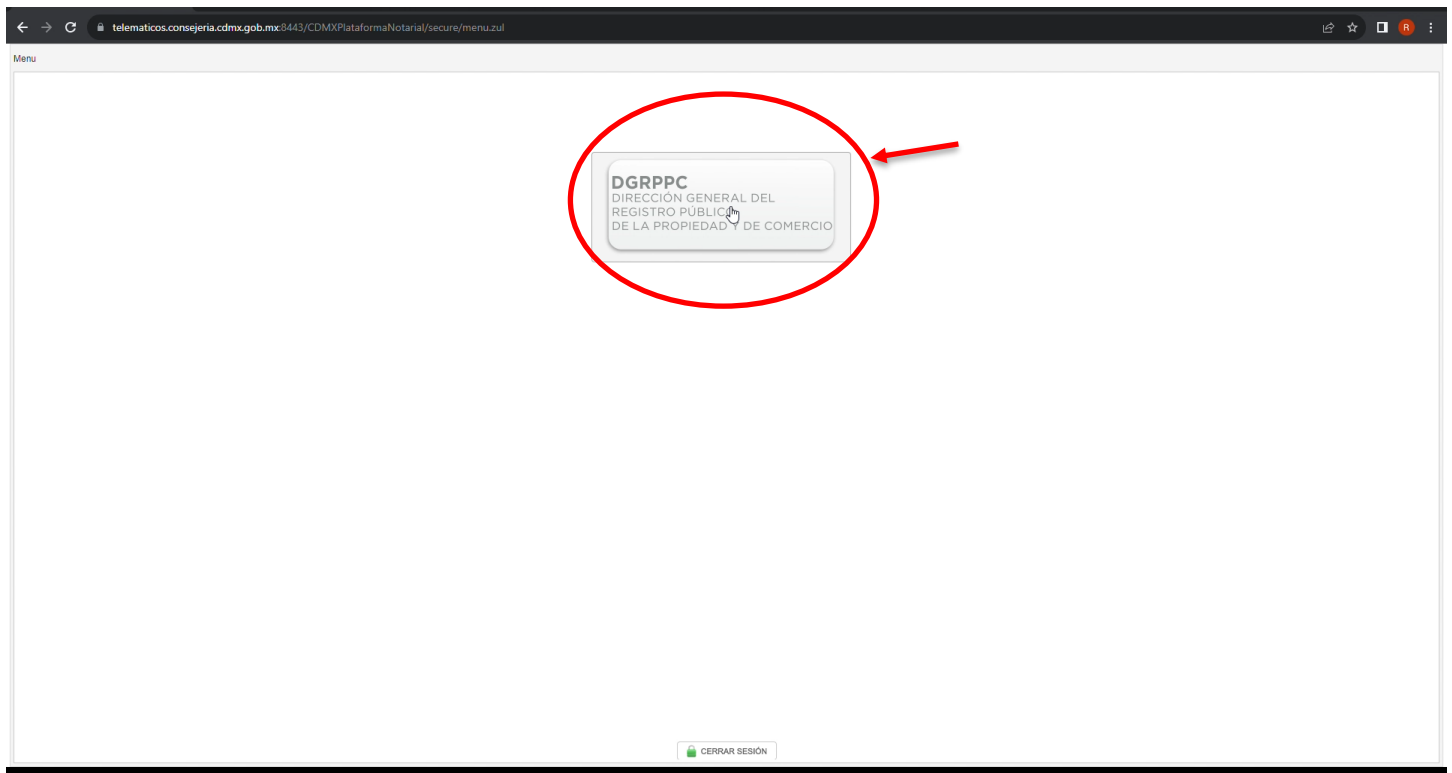 telematicos.consejeria.cdmx.gob.mx:8443/CDMXPlataformaNotarial/secure/menu.zul
R
Menu
DGRPPC
DIRECCIÓN GENERAL DEL
REGISTRO PÚBLICO
DE LA PROPIEDAD Y DE COMERCIO
CERRAR SESIÓN